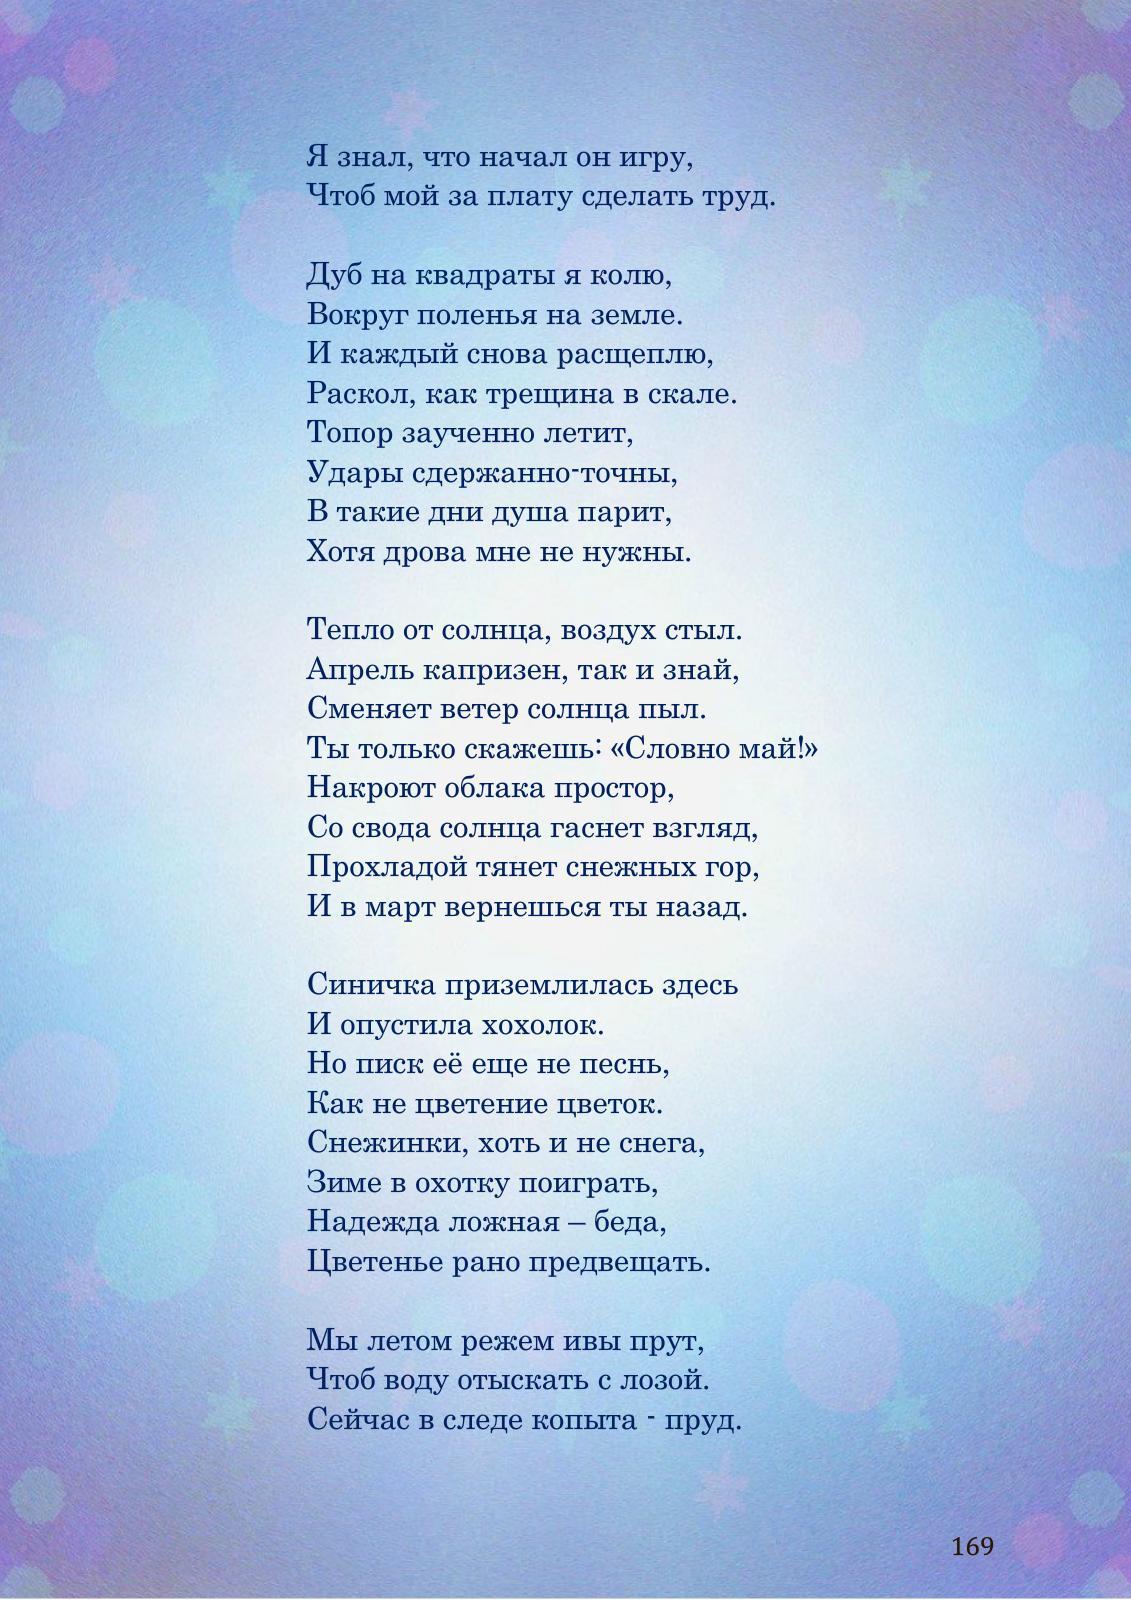 Я знал, что начал он игру,
Чтоб мой за плату сделать труд.

Дуб на квадраты я колю,
Вокруг поленья на земле.
И каждый снова расщеплю,
Раскол, как трещина в скале.
Топор заученно летит,
Удары сдержанно-точны,
В такие дни душа парит,
Хотя дрова мне не нужны.

Тепло от солнца, воздух стыл.
Апрель капризен, так и знай,
Сменяет ветер солнца пыл.
Ты только скажешь: «Словно май!»
Накроют облака простор,
Со свода солнца гаснет взгляд,
Прохладой тянет снежных гор,
И в март вернешься ты назад.

Синичка приземлилась здесь
И опустила хохолок.
Но писк её еще не песнь,
Как не цветение цветок.
Снежинки, хоть и не снега,
Зиме в охотку поиграть,
Надежда ложная – беда,
Цветенье рано предвещать.

Мы летом режем ивы прут,
Чтоб воду отыскать с лозой.
Сейчас в следе копыта - пруд.
169